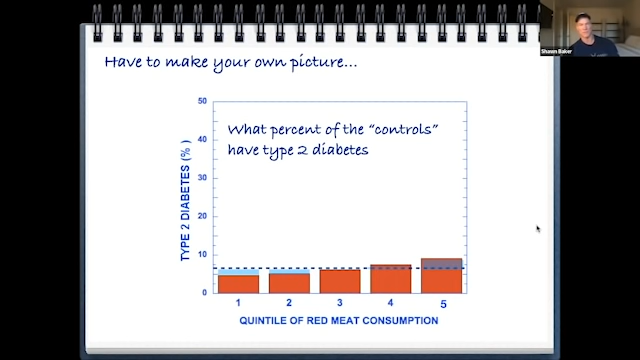 Have to make your own picture...
Shawn Baker
What percent of the "controls"
have type 2 diabetes
TYPE 2 DIABETES (%)
50
40
30
20
10
0
1 2 3 4 5
QUINTILE OF RED MEAT CONSUMPTION